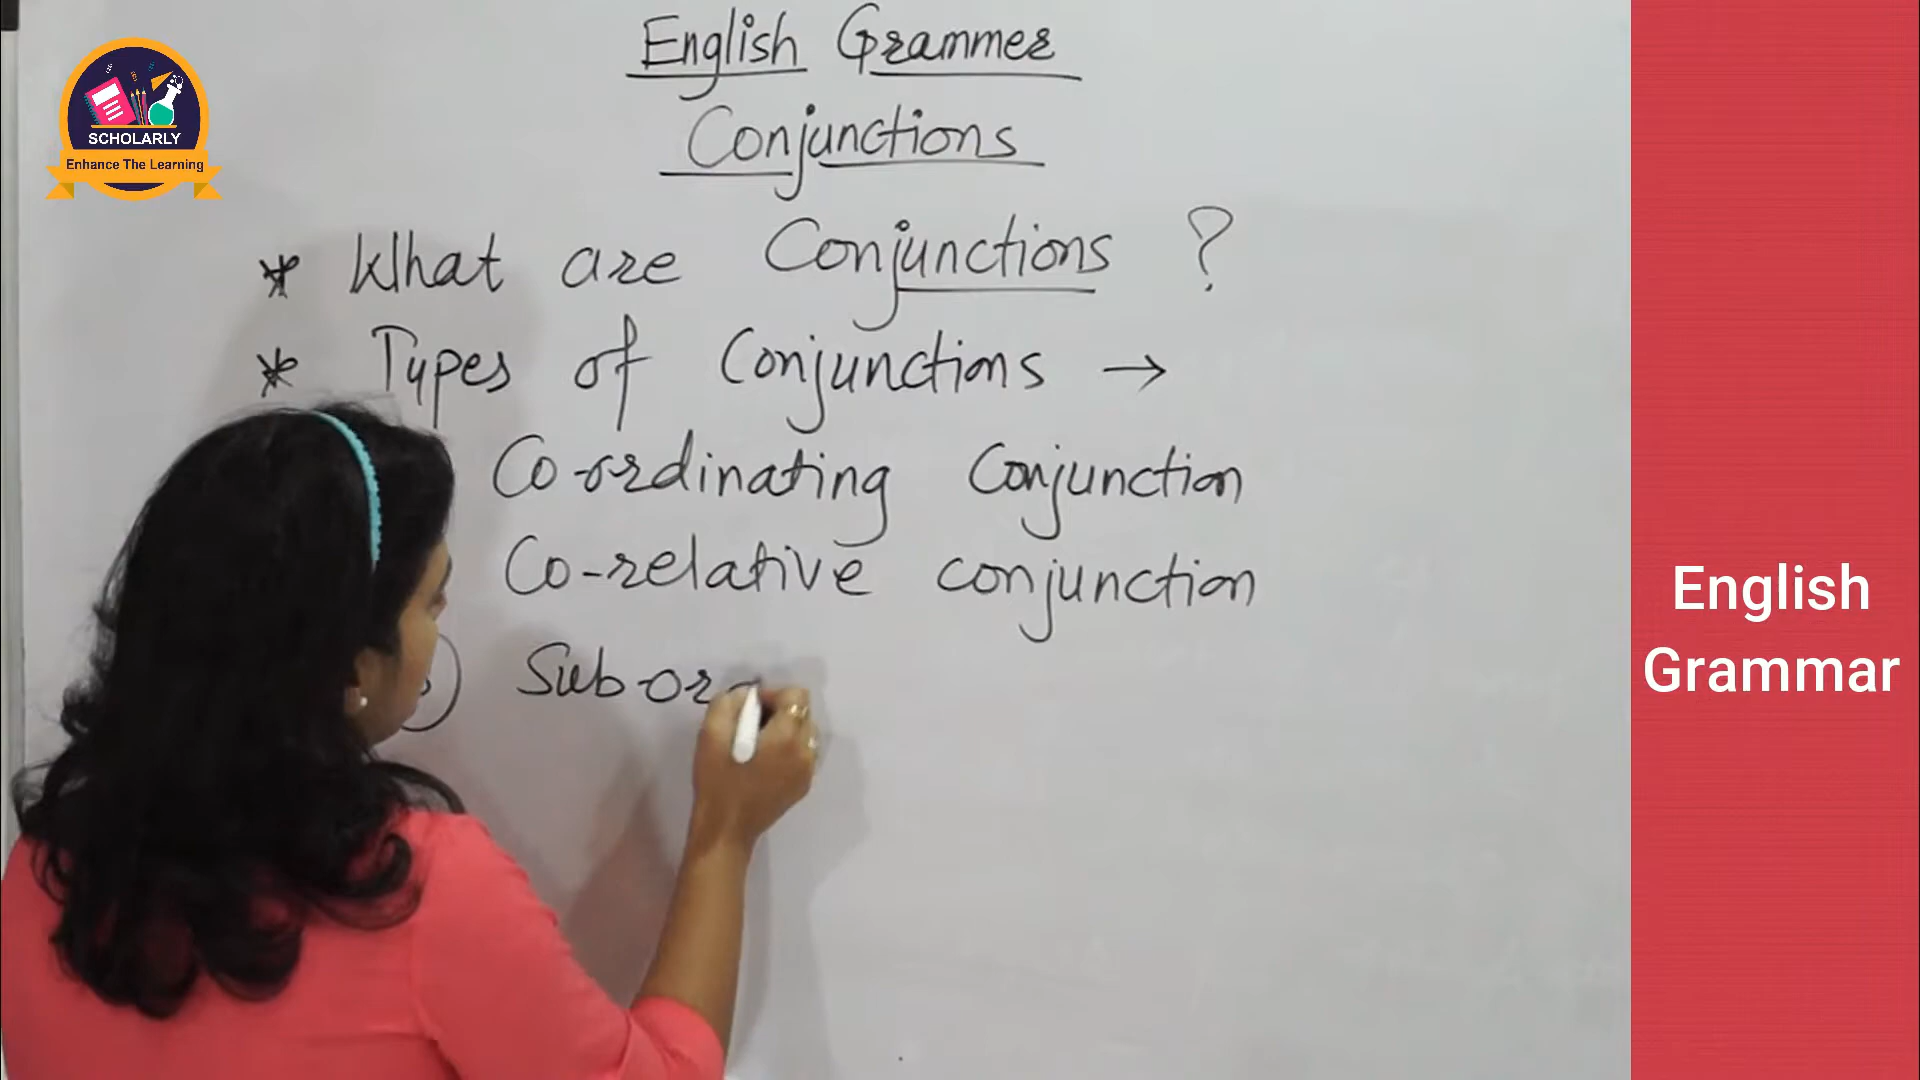 SCHOLARLY
Enhance The Learning
English Grammer
Conjunctions
* What are Conjunctions ?
* Types of Conjunctions →
Co-ordinating Conjunction
Co-relative conjunction
Sub-or
English
Grammar